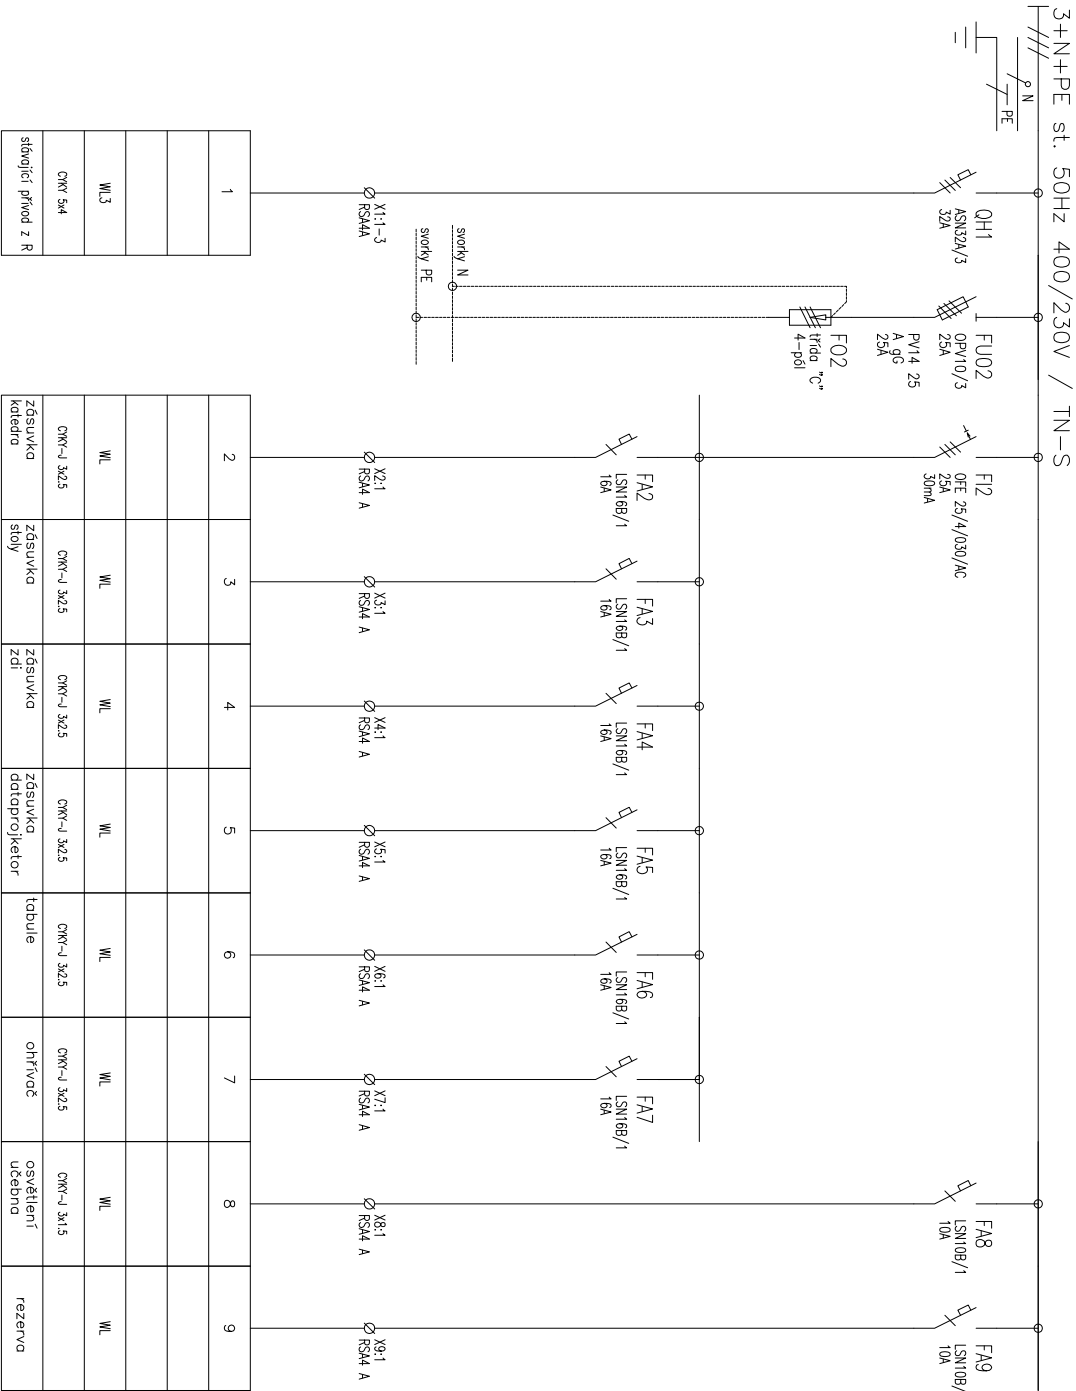 3+N+PE st. 50Hz 400/230V / TN-S
N
PE
QH1
ASN32A/3
32A
FU02
OPV10/3
25A
PV14 25
A gG
25A
F02
třída "C"
4-pól
FI2
OFE 25/4/030/AC
25A
30mA
FA2
LSN16B/1
16A
FA3
LSN16B/1
16A
FA4
LSN16B/1
16A
FA5
LSN16B/1
16A
FA6
LSN16B/1
16A
FA7
LSN16B/1
16A
FA8
LSN10B/1
10A
FA9
LSN10B/
10A
svorky N
svorky PE
X1:1-3
RSA4A
X2:1
RSA4 A
X3:1
RSA4 A
X4:1
RSA4 A
X5:1
RSA4 A
X6:1
RSA4 A
X7:1
RSA4 A
X8:1
RSA4 A
X9:1
RSA4 A
1
2
3
4
5
6
7
8
9
WL3
WL
WL
WL
WL
WL
WL
WL
WL
CYKY 5x4
CYKY-J 3x2.5
CYKY-J 3x2.5
CYKY-J 3x2.5
CYKY-J 3x2.5
CYKY-J 3x2.5
CYKY-J 3x2.5
CYKY-J 3x1.5
stávající přívod z R
zásuvka
katedra
zásuvka
stoly
zásuvka
zdi
zásuvka
dataprojketor
tabule
ohřívač
osvětlení
učebna
rezerva